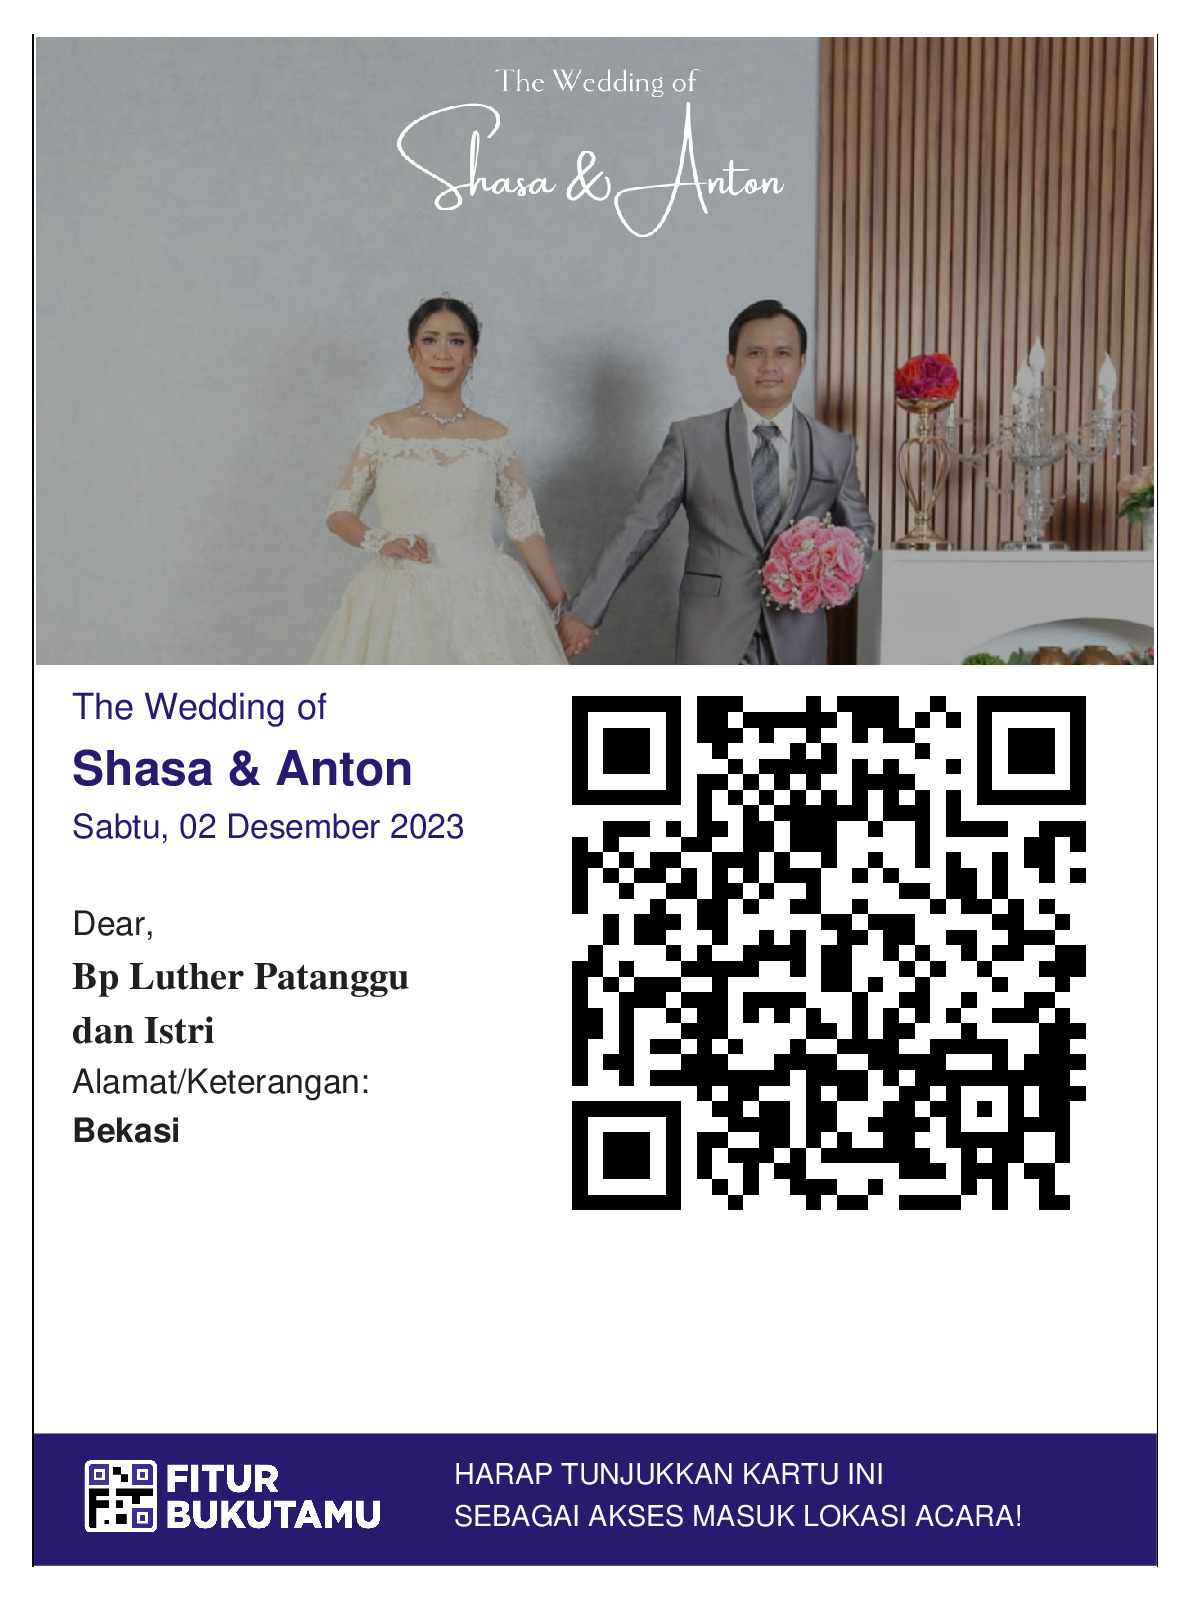 The Wedding of
Shasa & Anton
The Wedding of
Shasa & Anton
Sabtu, 02 Desember 2023
Dear,
Bp Luther Patanggu
dan Istri
Alamat/Keterangan:
Bekasi
FITUR
BUKUTAMU
HARAP TUNJUKKAN KARTU INI
SEBAGAI AKSES MASUK LOKASI ACARA!